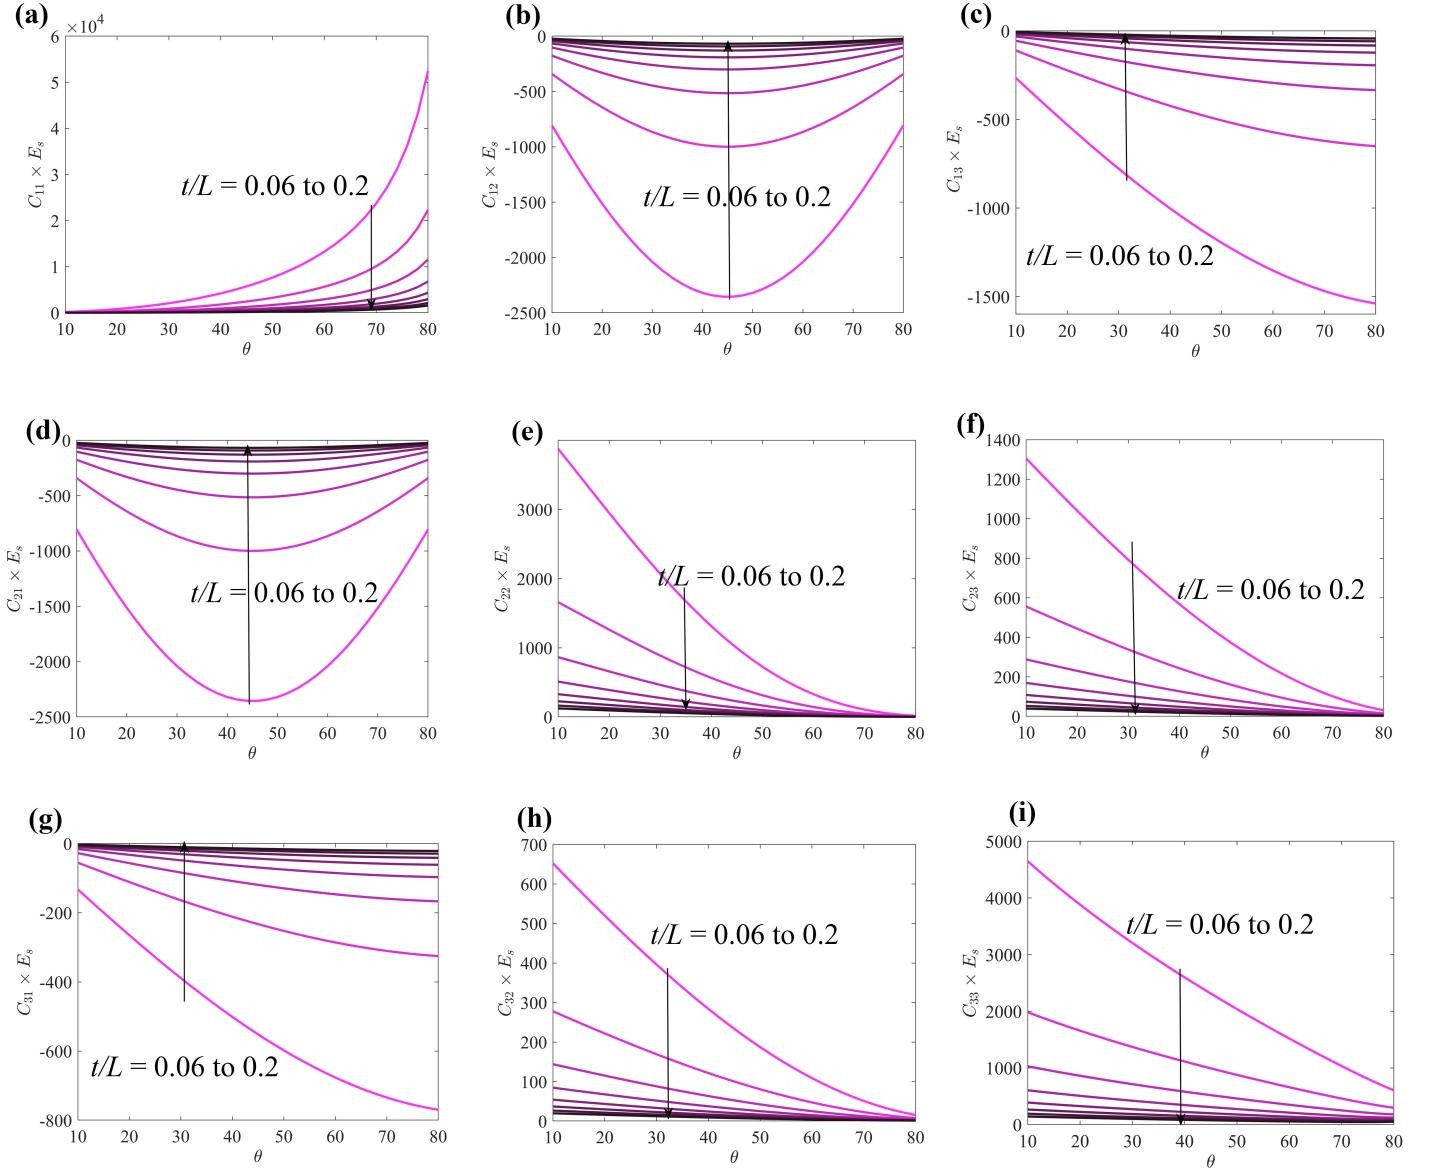 (a)
×10⁴
6
5
4
3
2
1
0
C₁₁ × Eₛ
t/L = 0.06 to 0.2
10 20 30 40 50 60 70 80
θ
(b)
0
-500
-1000
-1500
-2000
-2500
C₁₂ × Eₛ
t/L = 0.06 to 0.2
10 20 30 40 50 60 70 80
θ
(c)
0
-500
-1000
-1500
C₁₃ × Eₛ
t/L = 0.06 to 0.2
10 20 30 40 50 60 70 80
θ
(d)
0
-500
-1000
-1500
-2000
-2500
C₂₁ × Eₛ
t/L = 0.06 to 0.2
10 20 30 40 50 60 70 80
θ
(e)
3000
2000
1000
0
C₂₂ × Eₛ
t/L = 0.06 to 0.2
10 20 30 40 50 60 70 80
θ
(f)
1400
1200
1000
800
600
400
200
0
C₂₃ × Eₛ
t/L = 0.06 to 0.2
10 20 30 40 50 60 70 80
θ
(g)
0
-200
-400
-600
-800
C₃₁ × Eₛ
t/L = 0.06 to 0.2
10 20 30 40 50 60 70 80
θ
(h)
700
600
500
400
300
200
100
0
C₃₂ × Eₛ
t/L = 0.06 to 0.2
10 20 30 40 50 60 70 80
θ
(i)
5000
4000
3000
2000
1000
0
C₃₃ × Eₛ
t/L = 0.06 to 0.2
10 20 30 40 50 60 70 80
θ